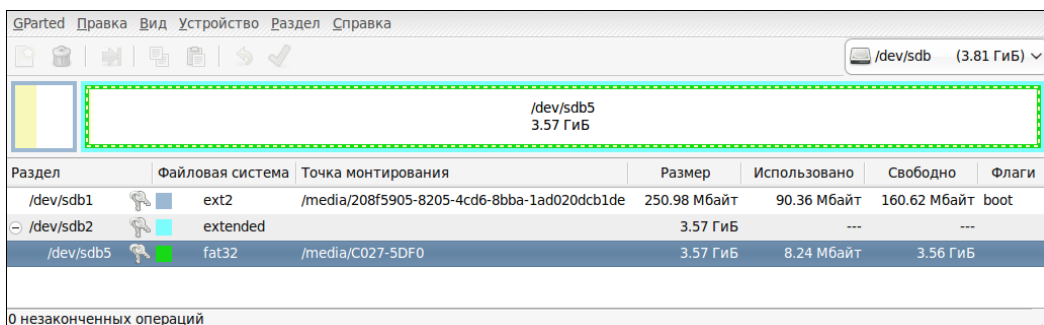 GParted Правка Вид Устройство Раздел Справка
/dev/sdb (3.81 ГиБ)
/dev/sdb5
3.57 ГиБ
Раздел Файловая система Точка монтирования Размер Использовано Свободно Флаги
/dev/sdb1 ext2 /media/208f5905-8205-4cd6-8bba-1ad020dcb1de 250.98 Мбайт 90.36 Мбайт 160.62 Мбайт boot
/dev/sdb2 extended 3.57 ГиБ --- ---
/dev/sdb5 fat32 /media/C027-5DF0 3.57 ГиБ 8.24 Мбайт 3.56 ГиБ
0 незаконченных операций